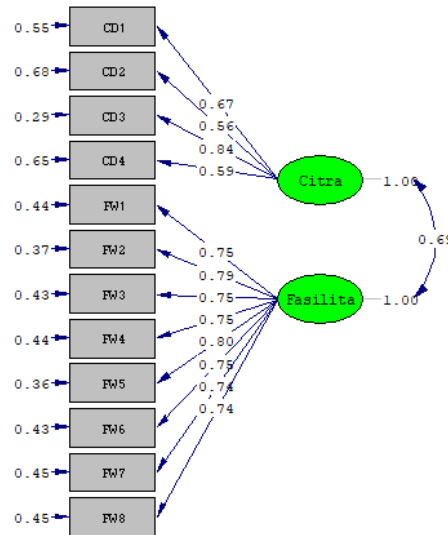 0.55 CD1
0.68 CD2
0.29 CD3
0.65 CD4
0.44 FW1
0.37 FW2
0.43 FW3
0.44 FW4
0.36 FW5
0.43 FW6
0.45 FW7
0.45 FW8
0.67
0.56
0.84
0.59
0.75
0.79
0.75
0.75
0.80
0.75
0.74
0.74
Citra 1.00
Fasilita 1.00
0.69